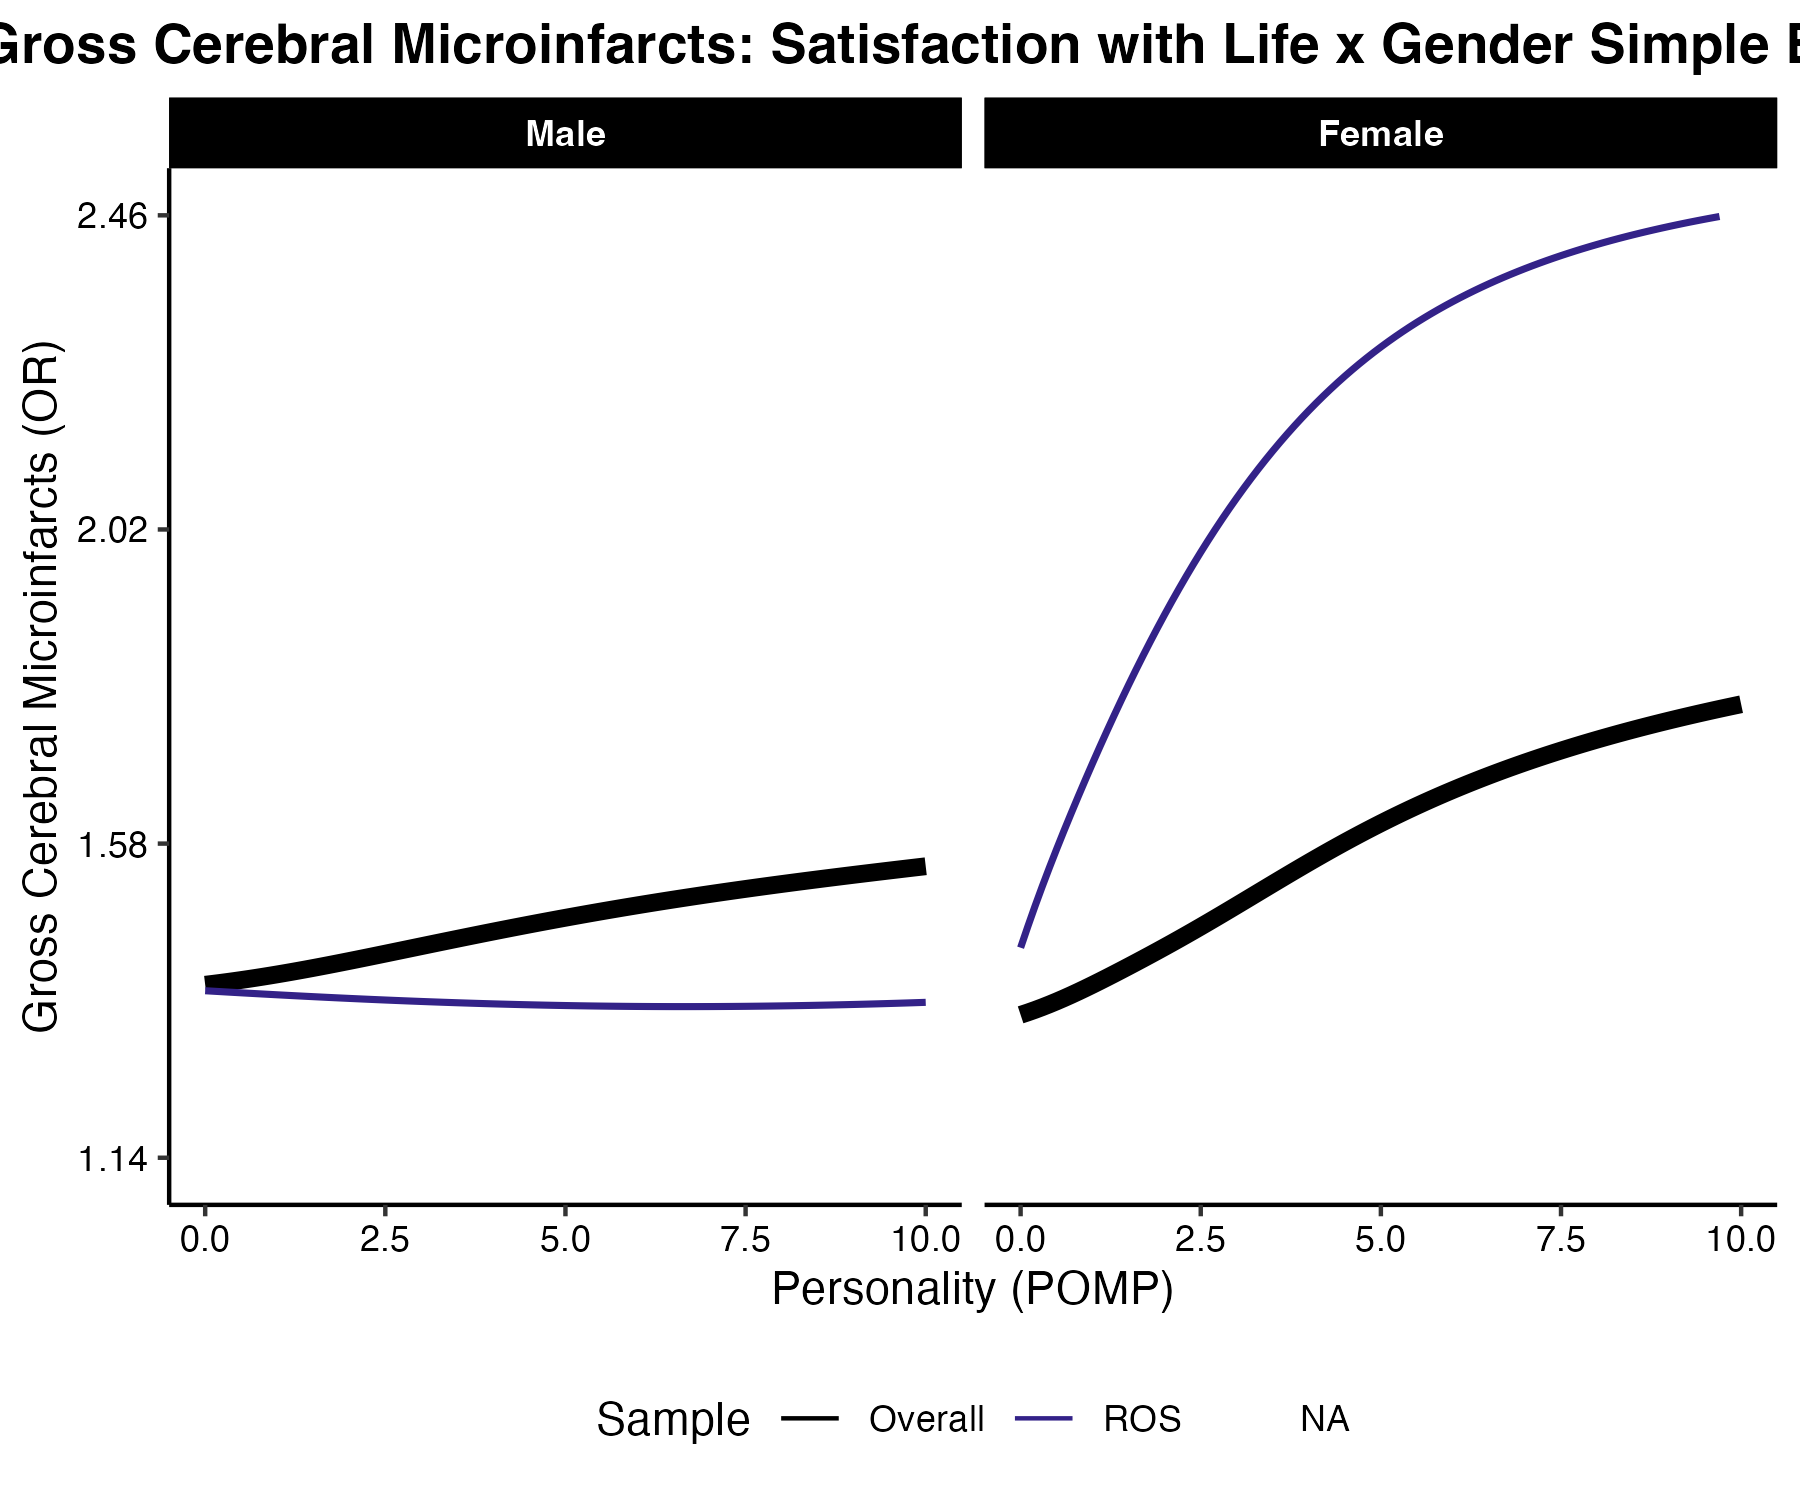 Gross Cerebral Microinfarcts: Satisfaction with Life x Gender Simple
Male Female
2.46
2.02
1.58
1.14
Gross Cerebral Microinfarcts (OR)
0.0 2.5 5.0 7.5 10.0 0.0 2.5 5.0 7.5 10.0
Personality (POMP)
Sample Overall ROS NA